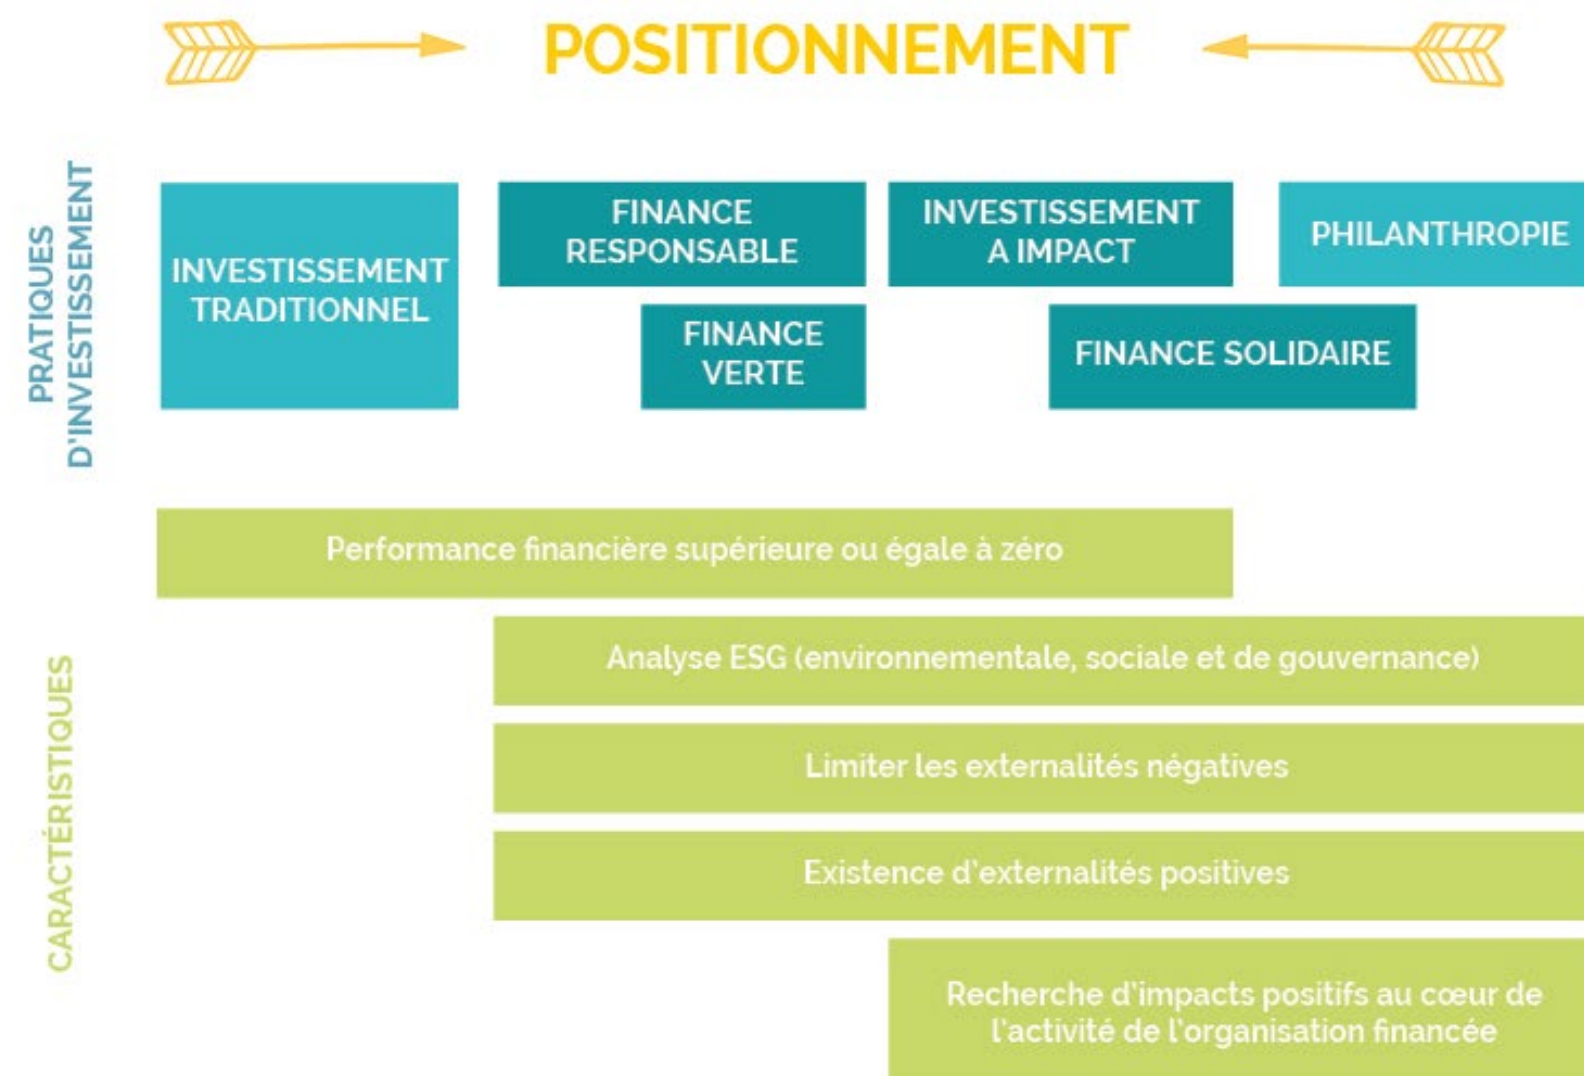 POSITIONNEMENT
PRATIQUES
D'INVESTISSEMENT
INVESTISSEMENT
TRADITIONNEL
FINANCE
RESPONSABLE
INVESTISSEMENT
A IMPACT
PHILANTHROPIE
FINANCE
VERTE
FINANCE SOLIDAIRE
CARACTÉRISTIQUES
Performance financière supérieure ou égale à zéro
Analyse ESG (environnementale, sociale et de gouvernance)
Limiter les externalités négatives
Existence d'externalités positives
Recherche d'impacts positifs au cœur de
l'activité de l'organisation financée